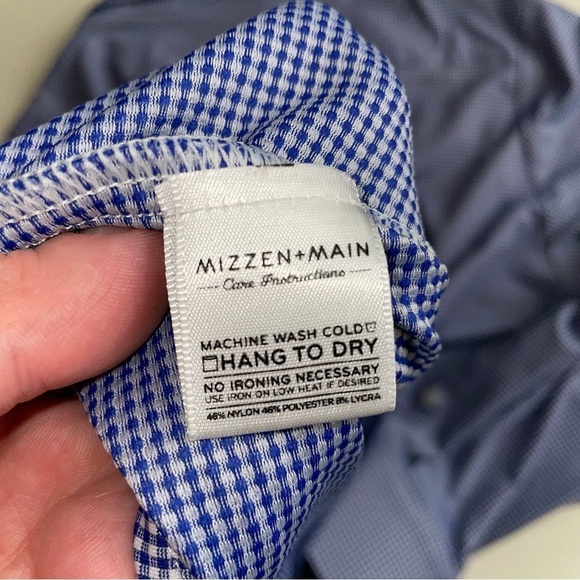 MIZZEN+MAIN
Care Instructions
MACHINE WASH COLD
HANG TO DRY
NO IRONING NECESSARY
USE IRON ON LOW HEAT IF DESIRED
46% NYLON 46% POLYESTER 8% LYCRA